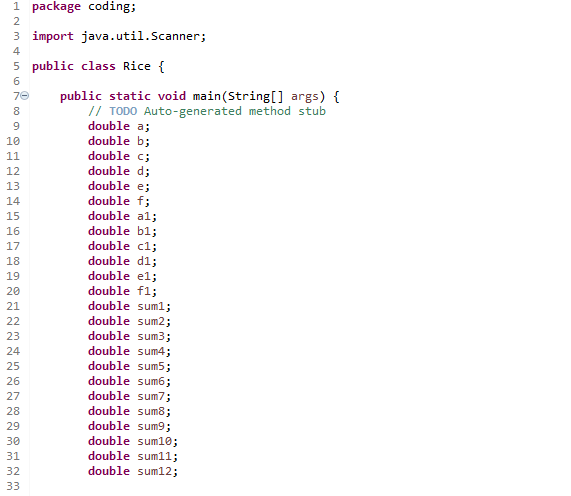 1 package coding;
2
3 import java.util.Scanner;
4
5 public class Rice {
6
7 public static void main(String[] args) {
8 // TODO Auto-generated method stub
9 double a;
10 double b;
11 double c;
12 double d;
13 double e;
14 double f;
15 double a1;
16 double b1;
17 double c1;
18 double d1;
19 double e1;
20 double f1;
21 double sum1;
22 double sum2;
23 double sum3;
24 double sum4;
25 double sum5;
26 double sum6;
27 double sum7;
28 double sum8;
29 double sum9;
30 double sum10;
31 double sum11;
32 double sum12;
33